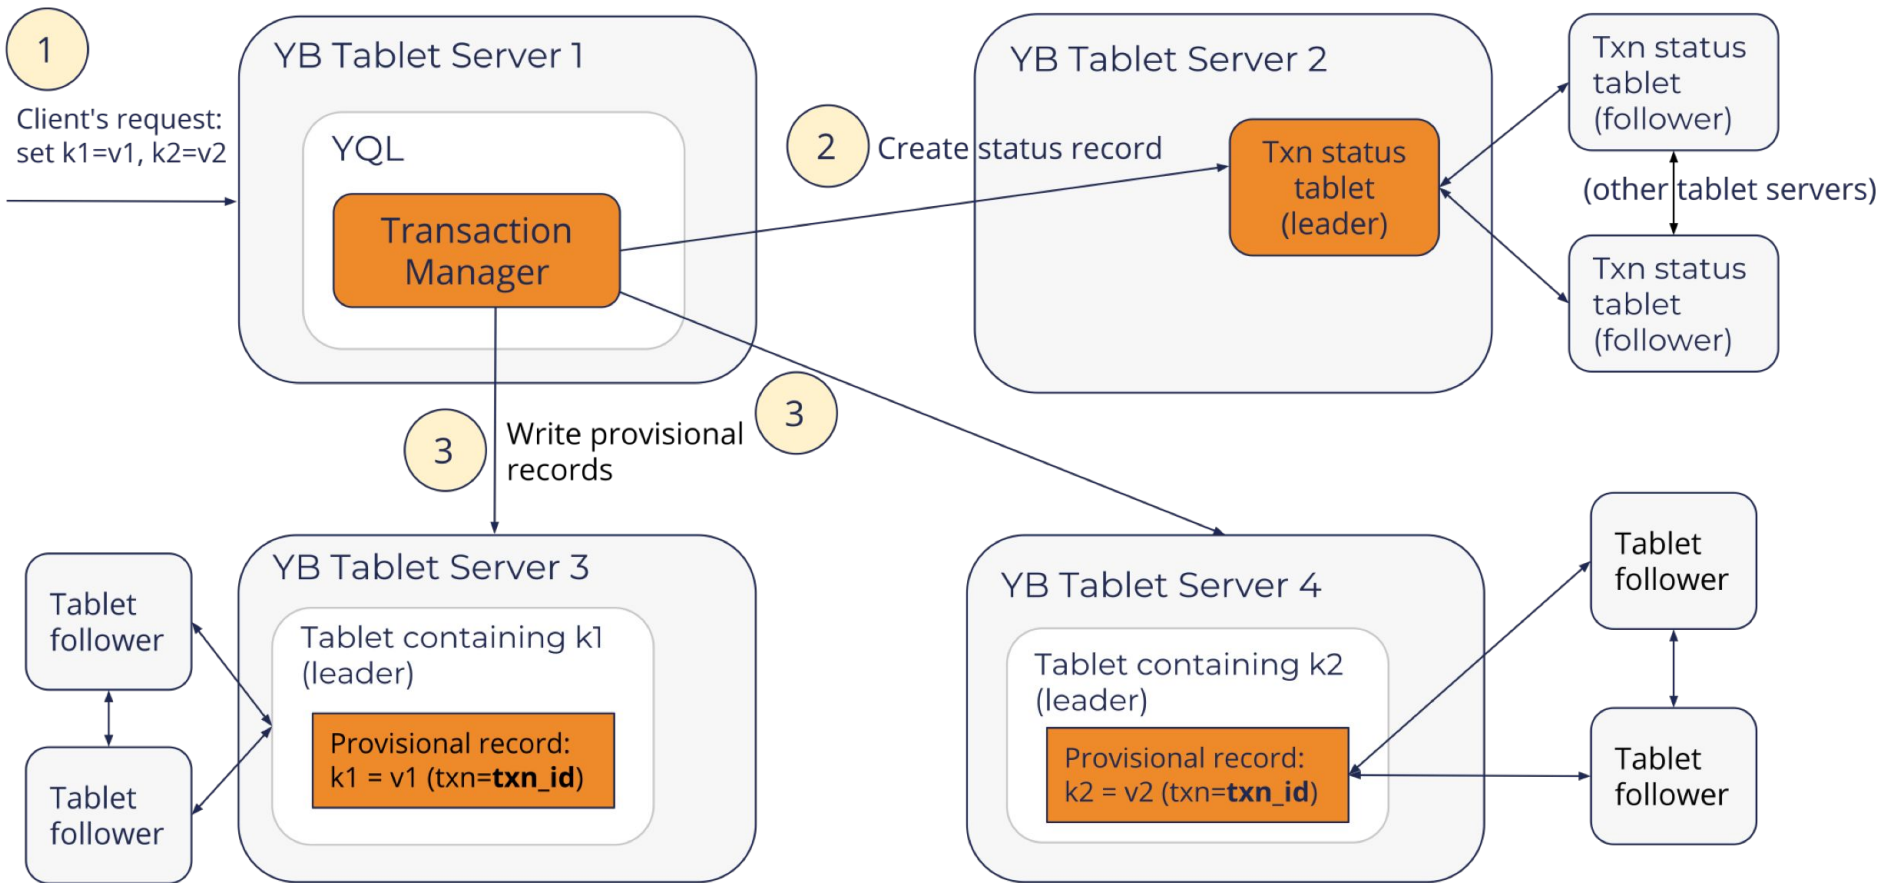 1
Client's request:
set k1=v1, k2=v2
YB Tablet Server 1
YQL
Transaction
Manager
2
Create status record
YB Tablet Server 2
Txn status
tablet
(leader)
Txn status
tablet
(follower)
(other tablet servers)
Txn status
tablet
(follower)
3
Write provisional
records
3
Tablet
follower
Tablet
follower
YB Tablet Server 3
Tablet containing k1
(leader)
Provisional record:
k1 = v1 (txn=txn_id)
YB Tablet Server 4
Tablet containing k2
(leader)
Provisional record:
k2 = v2 (txn=txn_id)
Tablet
follower
Tablet
follower